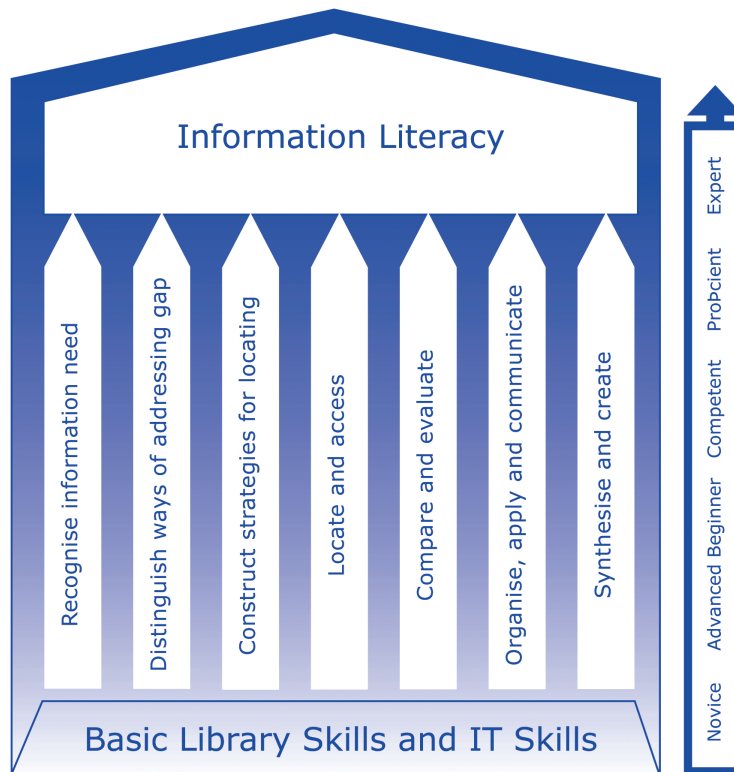 Information Literacy
Recognise information need
Distinguish ways of addressing gap
Construct strategies for locating
Locate and access
Compare and evaluate
Organise, apply and communicate
Synthesise and create
Basic Library Skills and IT Skills
Novice
Advanced Beginner
Competent
ProÞcient
Expert